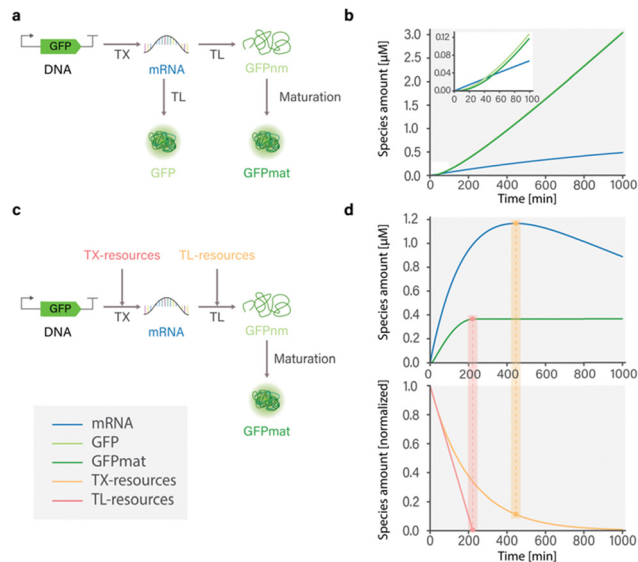 a
GFP
DNA
TX
mRNA
TL
GFPnm
TL
Maturation
GFP
GFPmat
b
Species amount [µM]
3.0
2.5
2.0
1.5
1.0
0.5
0.0
0.12
0.08
0.04
0.00
0 20 40 60 80 100
0 200 400 600 800 1000
Time [min]
c
TX-resources
TL-resources
GFP
DNA
TX
mRNA
TL
GFPnm
Maturation
GFPmat
mRNA
GFP
GFPmat
TX-resources
TL-resources
d
Species amount [µM]
1.2
1.0
0.8
0.6
0.4
0.2
0.0
0 200 400 600 800 1000
Species amount [normalized]
1.0
0.8
0.6
0.4
0.2
0.0
0 200 400 600 800 1000
Time [min]